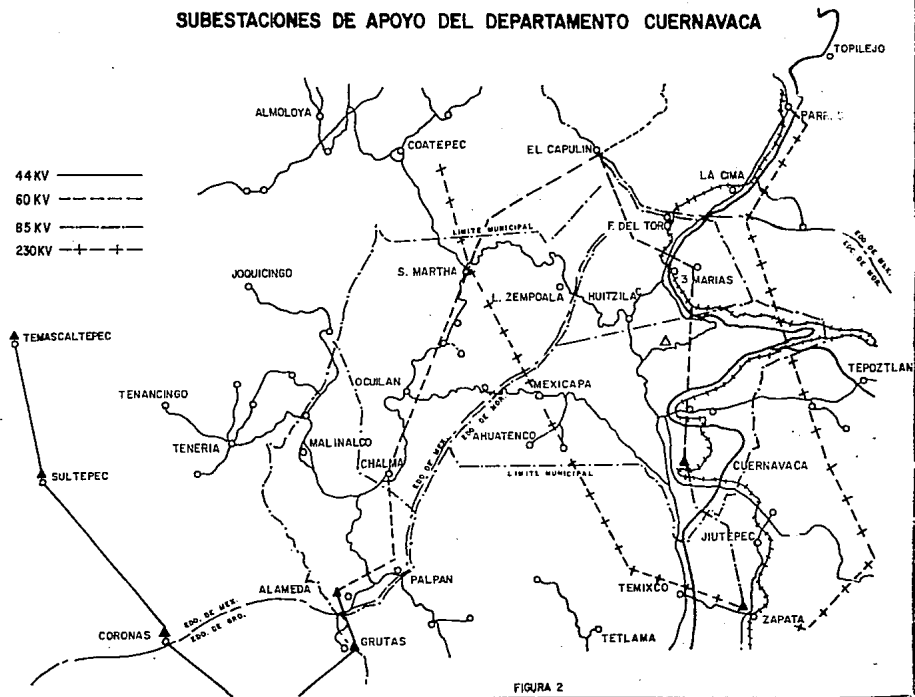 SUBESTACIONES DE APOYO DEL DEPARTAMENTO CUERNAVACA
TOPILEJO
ALMOLOYA
COATEPEC
EL CAPULIN
LA CIMA
44 KV
60 KV
85 KV
230 KV
LIMITE MUNICIPAL
F. DEL TORO
EDO DE MEX.
EDO DE MOR.
JOQUICINGO
S. MARTHA
L. ZEMPOALA
HUITZILC
3 MARIAS
TEMASCALTEPEC
TENANCINGO
OCUILAN
MEXICAPA
TEPOZTLAN
TENERIA
MALINALCO
AHUATENCO
EDO DE MEX.
EDO DE MOR.
CHALMA
LIMITE MUNICIPAL
CUERNAVACA
SULTEPEC
JIUTEPEC
ALAMEDA
PALPAN
TEMIXCO
ZAPATA
EDO. DE MEX.
EDO. DE GRO.
CORONAS
GRUTAS
TETLAMA
FIGURA 2